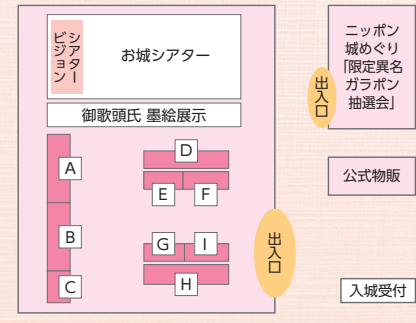 シアター
ビジョン
お城シアター
御歌頭氏 墨絵展示
A
B
C
D
E
F
G
I
H
出入口
ニッポン
城めぐり
「限定異名
ガラポン
抽選会」
出入口
公式物販
入城受付